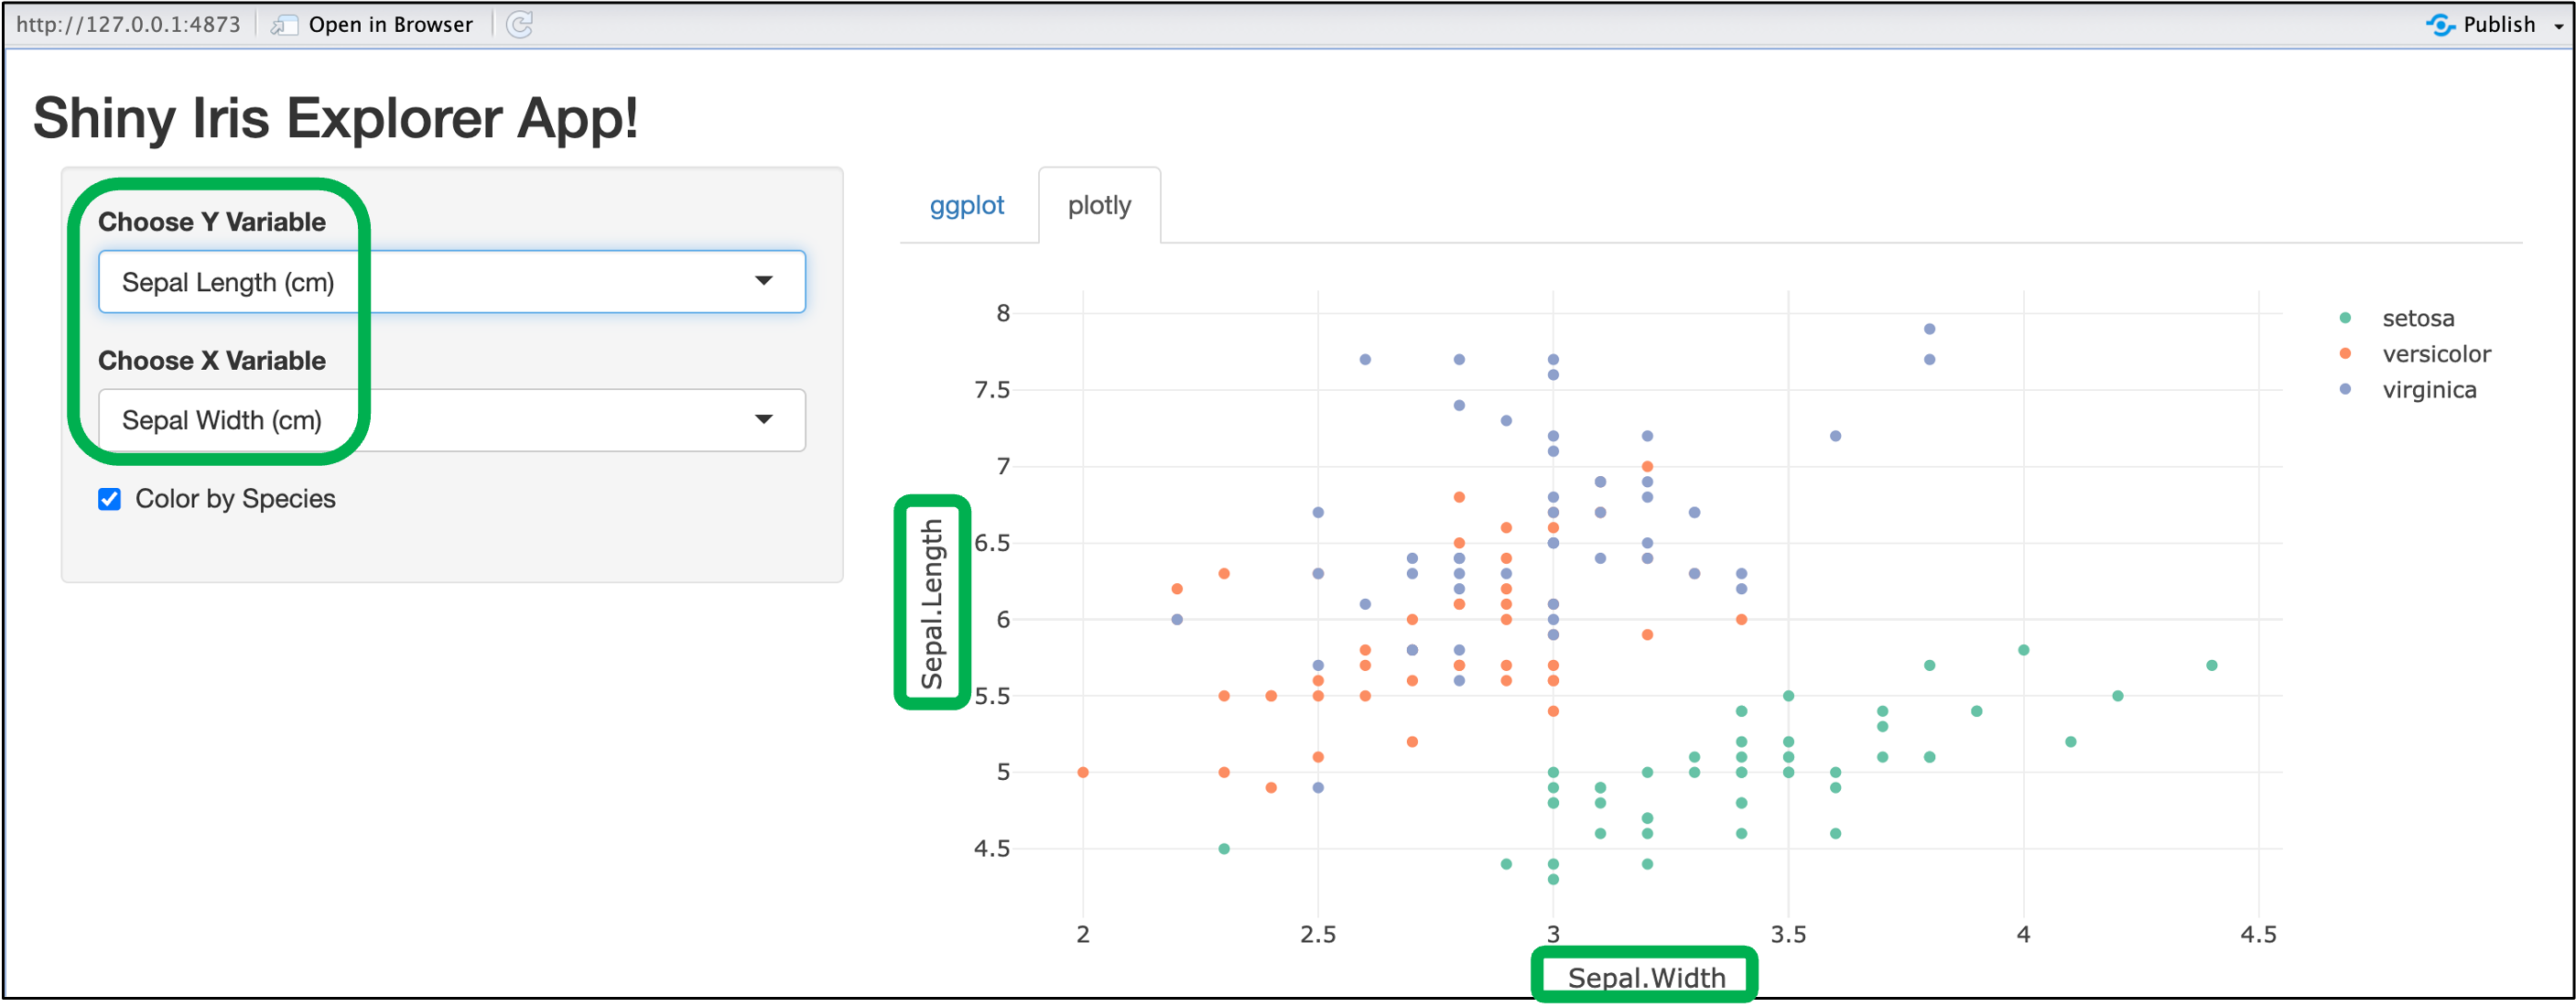 http://127.0.0.1:4873 Open in Browser Publish
Shiny Iris Explorer App!
Choose Y Variable
Sepal Length (cm)
Choose X Variable
Sepal Width (cm)
Color by Species
ggplot plotly
8
7.5
7
6.5
6
5.5
5
4.5
Sepal.Length
2 2.5 3 3.5 4 4.5
Sepal.Width
setosa
versicolor
virginica